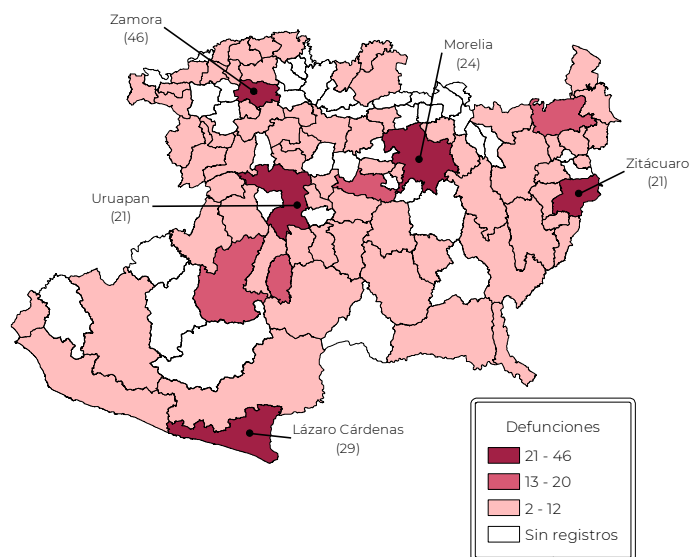 Zamora
(46)
Morelia
(24)
Zitácuaro
(21)
Uruapan
(21)
Lázaro Cárdenas
(29)
Defunciones
21 - 46
13 - 20
2 - 12
Sin registros